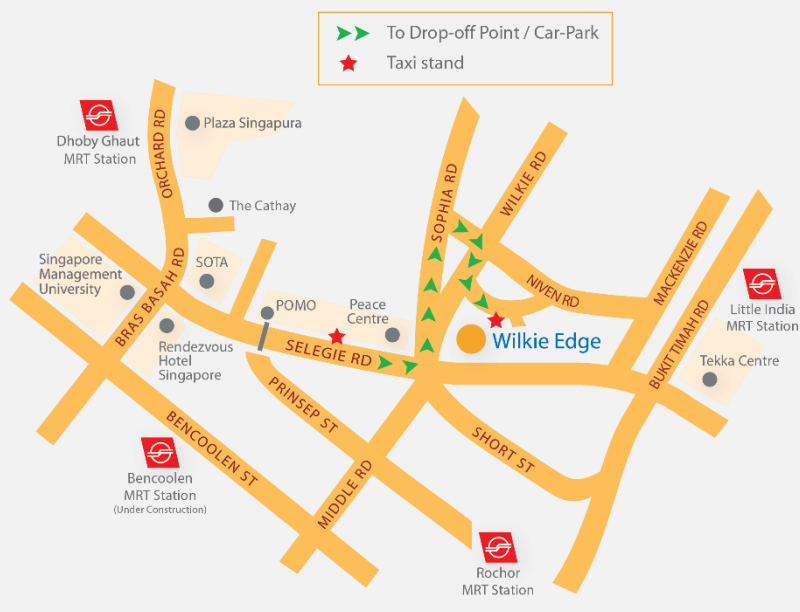 To Drop-off Point / Car-Park
Taxi stand
Dhoby Ghaut
MRT Station
ORCHARD RD
Plaza Singapura
The Cathay
SOPHIA RD
WILKIE RD
Singapore
Management
University
BRAS BASAH RD
SOTA
POMO
Peace
Centre
NIVEN RD
MACKENZIE RD
BUKIT TIMAH RD
Little India
MRT Station
Tekka Centre
Rendezvous
Hotel
Singapore
SELEGIE RD
Wilkie Edge
PRINSEP ST
BENCOOLEN ST
MIDDLE RD
SHORT ST
Bencoolen
MRT Station
(Under Construction)
Rochor
MRT Station